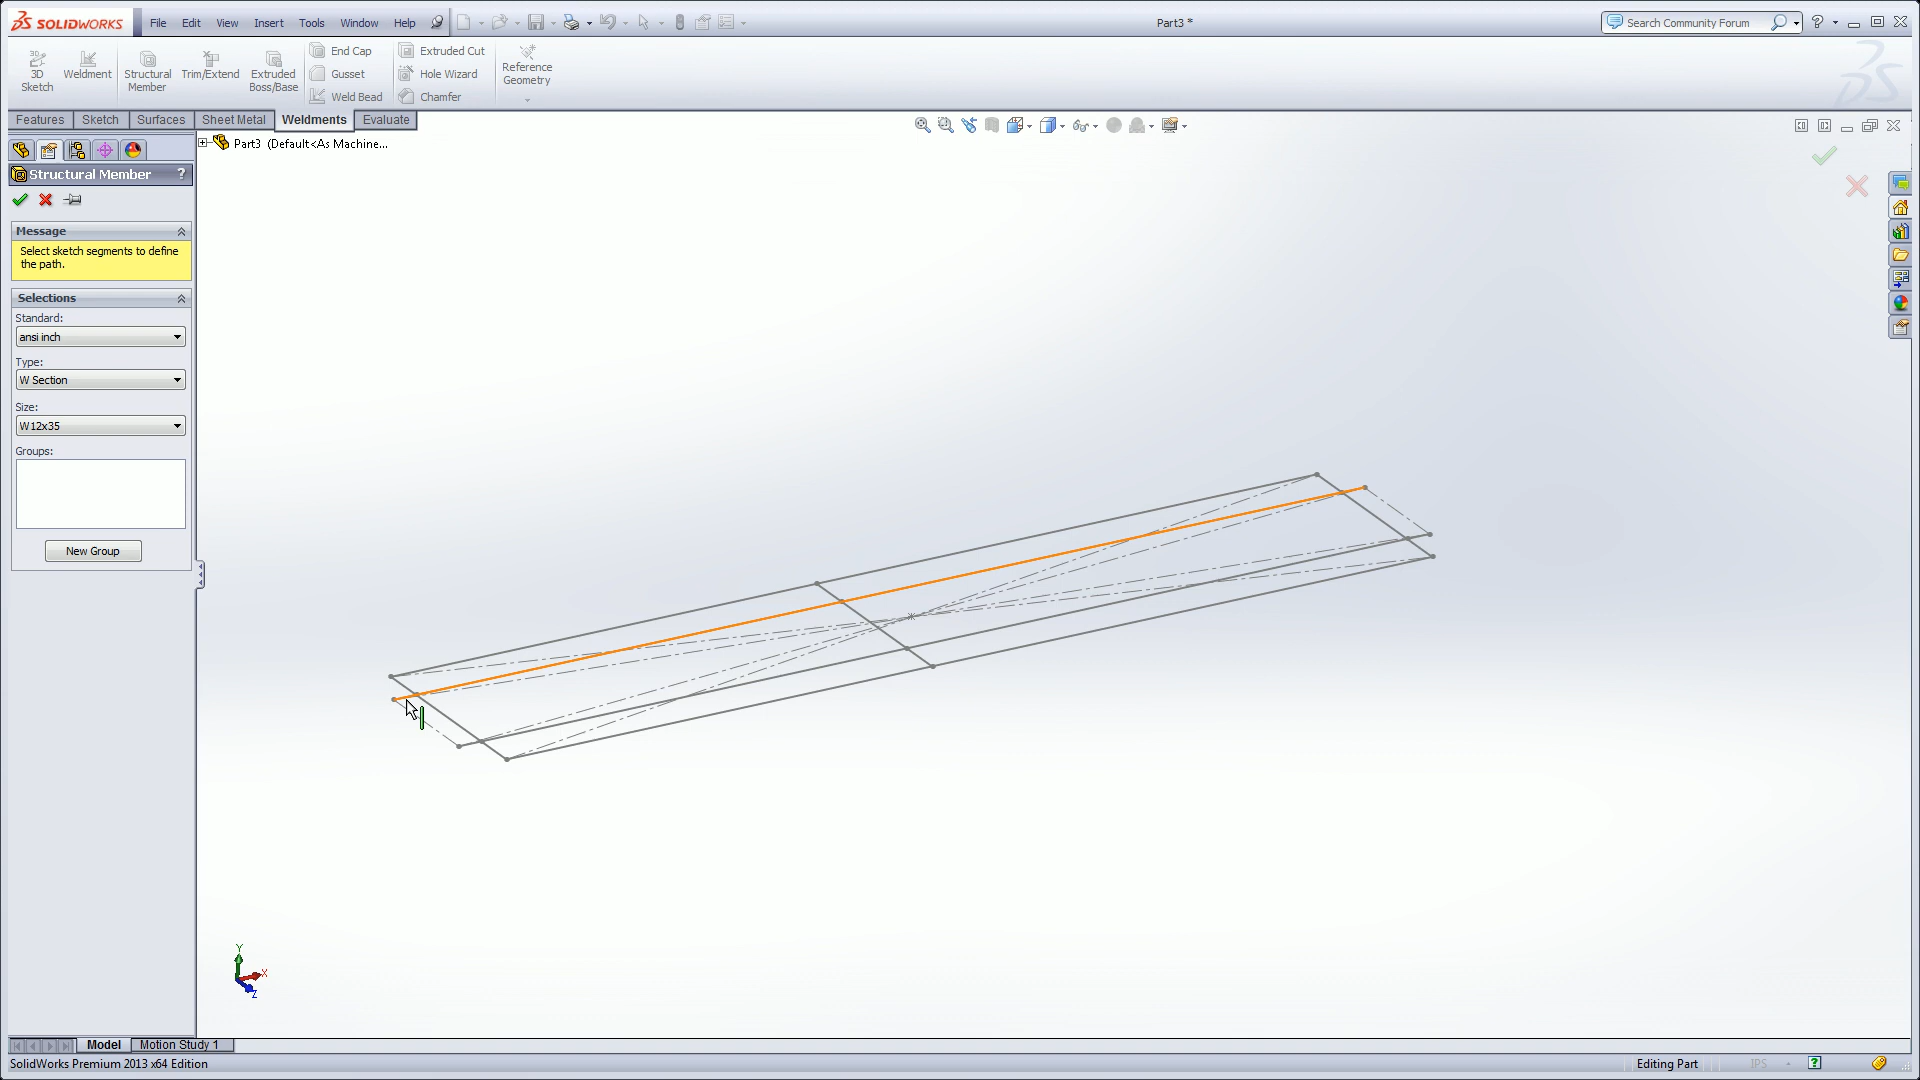 SOLIDWORKS
File Edit View Insert Tools Window Help
Part3 *
Search Community Forum
3D Sketch
Weldment
Structural Member
Trim/Extend
Extruded Boss/Base
End Cap
Gusset
Weld Bead
Extruded Cut
Hole Wizard
Chamfer
Reference Geometry
Features Sketch Surfaces Sheet Metal Weldments Evaluate
Part3 (Default<As Machine...
Structural Member ?
Message
Select sketch segments to define
the path.
Selections
Standard:
ansi inch
Type:
W Section
Size:
W12x35
Groups:
New Group
Y
X
Z
Model Motion Study 1
SolidWorks Premium 2013 x64 Edition
Editing Part
IPS